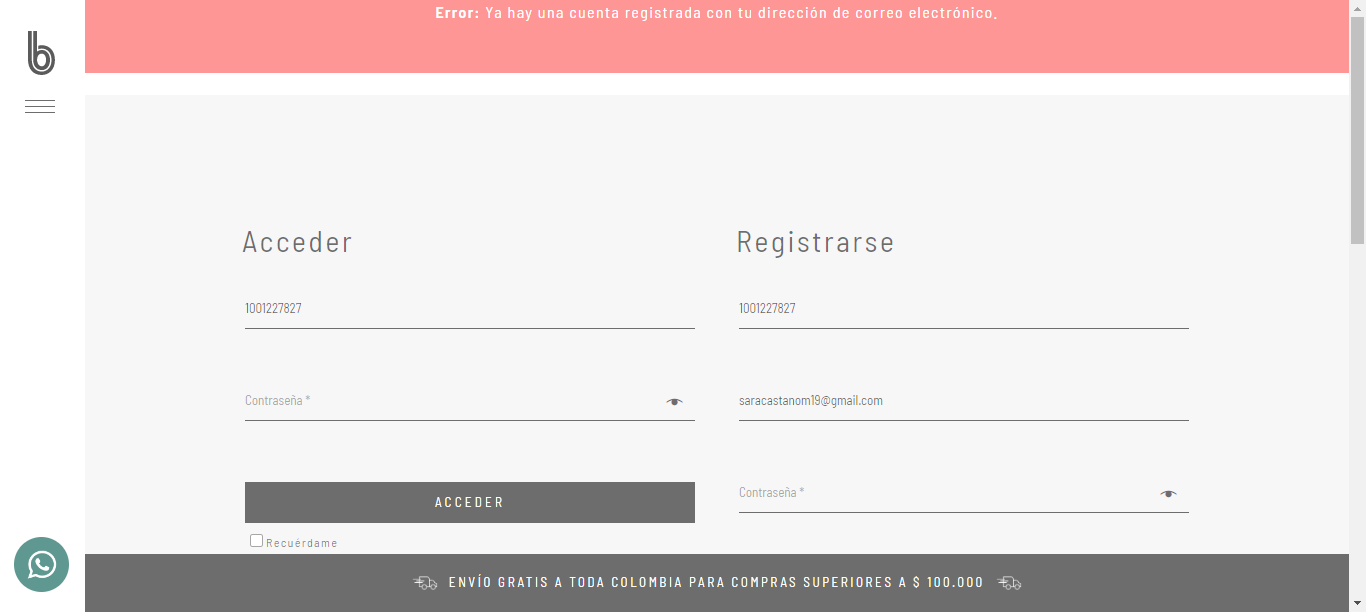 Error: Ya hay una cuenta registrada con tu dirección de correo electrónico.
b
Acceder
1001227827
Contraseña *
ACCEDER
Recuérdame
Registrarse
1001227827
saracastanom19@gmail.com
Contraseña *
ENVÍO GRATIS A TODA COLOMBIA PARA COMPRAS SUPERIORES A $ 100.000